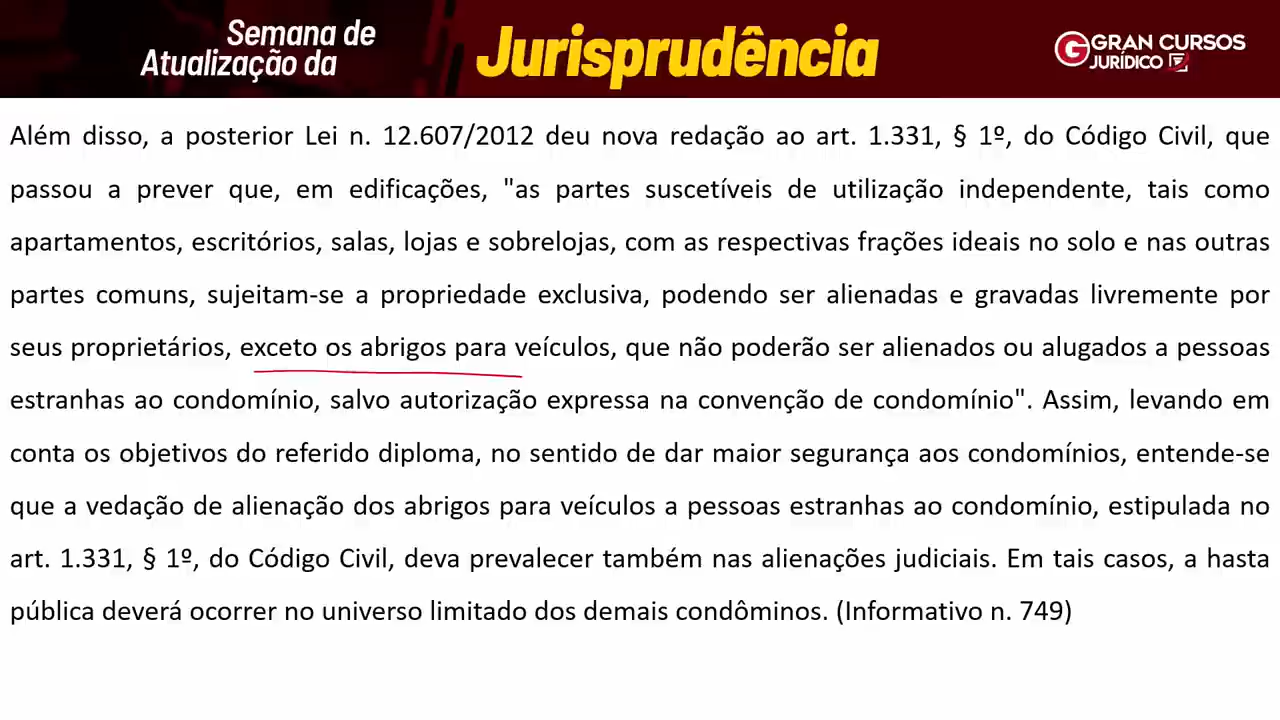 Semana de
Atualização da
Jurisprudência
GRAN CURSOS
JURÍDICO
Além disso, a posterior Lei n. 12.607/2012 deu nova redação ao art. 1.331, § 1º, do Código Civil, que
passou a prever que, em edificações, "as partes suscetíveis de utilização independente, tais como
apartamentos, escritórios, salas, lojas e sobrelojas, com as respectivas frações ideais no solo e nas outras
partes comuns, sujeitam-se a propriedade exclusiva, podendo ser alienadas e gravadas livremente por
seus proprietários, exceto os abrigos para veículos, que não poderão ser alienados ou alugados a pessoas
estranhas ao condomínio, salvo autorização expressa na convenção de condomínio". Assim, levando em
conta os objetivos do referido diploma, no sentido de dar maior segurança aos condomínios, entende-se
que a vedação de alienação dos abrigos para veículos a pessoas estranhas ao condomínio, estipulada no
art. 1.331, § 1º, do Código Civil, deva prevalecer também nas alienações judiciais. Em tais casos, a hasta
pública deverá ocorrer no universo limitado dos demais condôminos. (Informativo n. 749)